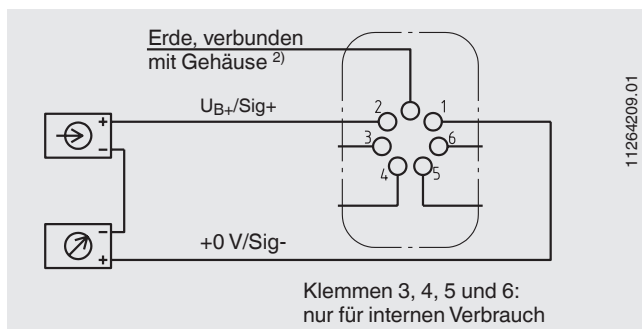 Erde, verbunden
mit Gehäuse 2)
UB+/Sig+
2
1
3
6
4
5
+
-
-
+
+0 V/Sig-
Klemmen 3, 4, 5 und 6:
nur für internen Verbrauch
11264209.01